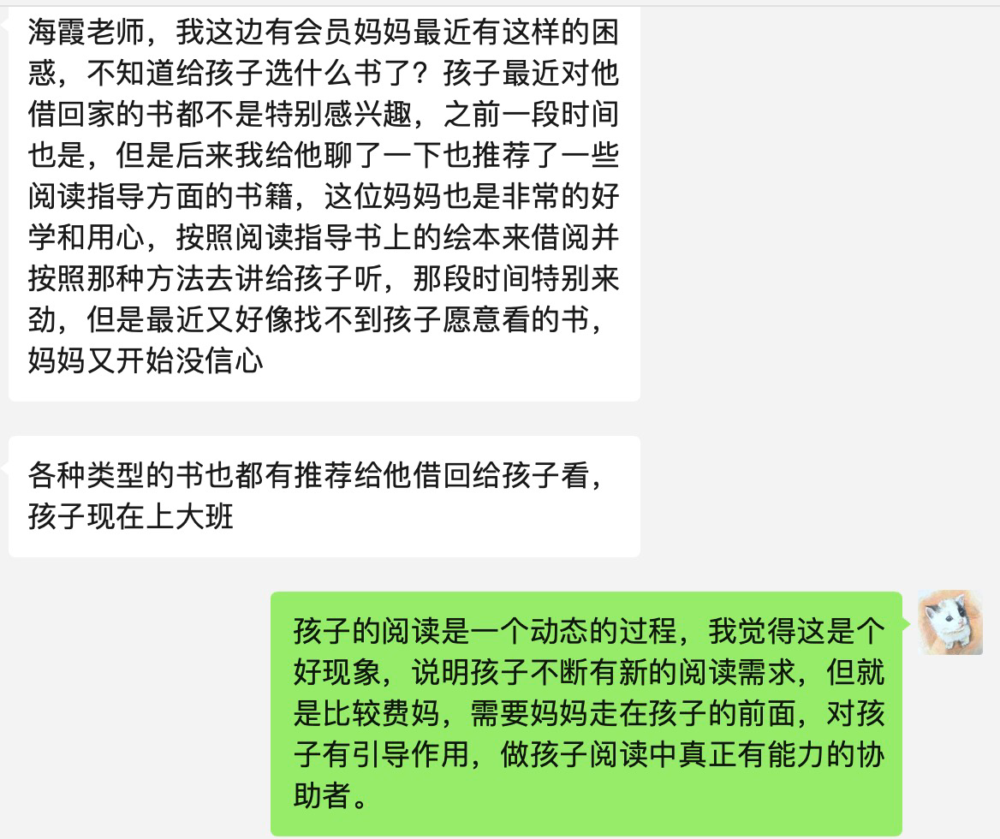 海霞老师，我这边有会员妈妈最近有这样的困
惑，不知道给孩子选什么书了？孩子最近对他
借回家的书都不是特别感兴趣，之前一段时间
也是，但是后来我给他聊了一下也推荐了一些
阅读指导方面的书籍，这位妈妈也是非常的好
学和用心，按照阅读指导书上的绘本来借阅并
按照那种方法去讲给孩子听，那段时间特别来
劲，但是最近又好像找不到孩子愿意看的书，
妈妈又开始没信心
各种类型的书也都有推荐给他借回给孩子看，
孩子现在上大班
孩子的阅读是一个动态的过程，我觉得这是个
好现象，说明孩子不断有新的阅读需求，但就
是比较费妈，需要妈妈走在孩子的前面，对孩
子有引导作用，做孩子阅读中真正有能力的协
助者。